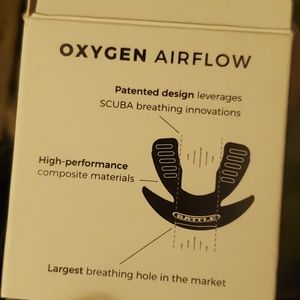 OXYGEN AIRFLOW
Patented design leverages
SCUBA breathing innovations
High-performance
composite materials
BATTLE
Largest breathing hole in the market